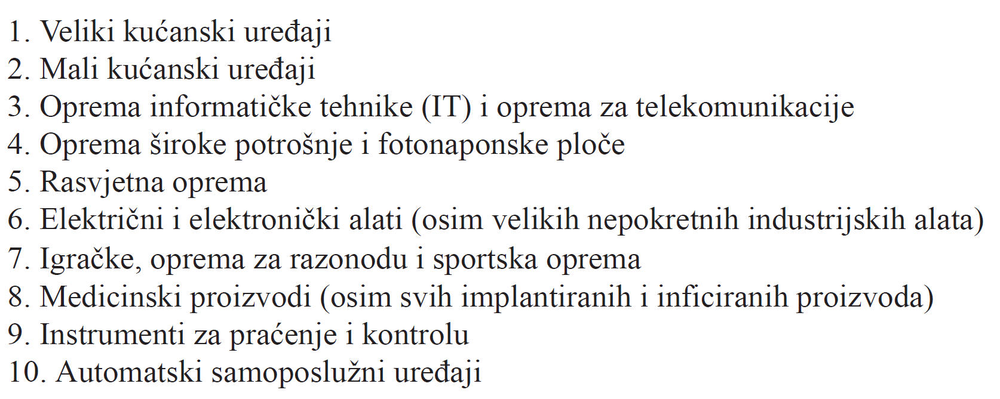 1. Veliki kućanski uređaji
2. Mali kućanski uređaji
3. Oprema informatičke tehnike (IT) i oprema za telekomunikacije
4. Oprema široke potrošnje i fotonaponske ploče
5. Rasvjetna oprema
6. Električni i elektronički alati (osim velikih nepokretnih industrijskih alata)
7. Igračke, oprema za razonodu i sportska oprema
8. Medicinski proizvodi (osim svih implantiranih i inficiranih proizvoda)
9. Instrumenti za praćenje i kontrolu
10. Automatski samoposlužni uređaji